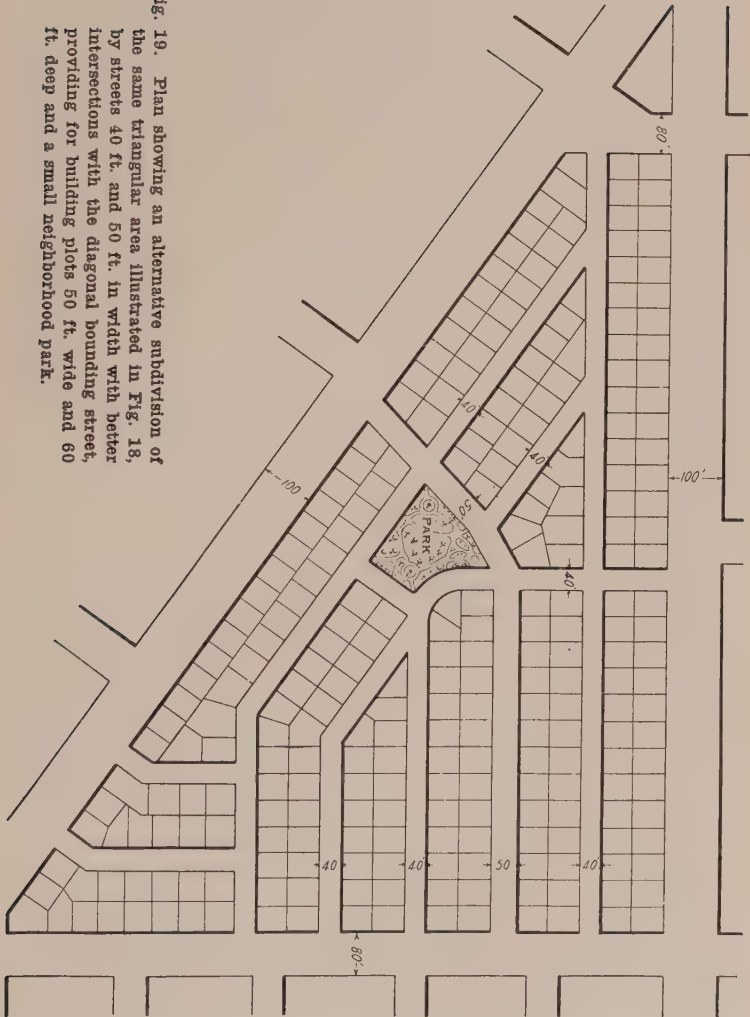 ig. 19. Plan showing an alternative subdivision of
the same triangular area illustrated in Fig. 18,
by streets 40 ft. and 50 ft. in width with better
intersections with the diagonal bounding street,
providing for building plots 50 ft. wide and 60
ft. deep and a small neighborhood park.
80'
100'
40'
40'
50'
PARK
100
40'
40
40'
50
40'
80'